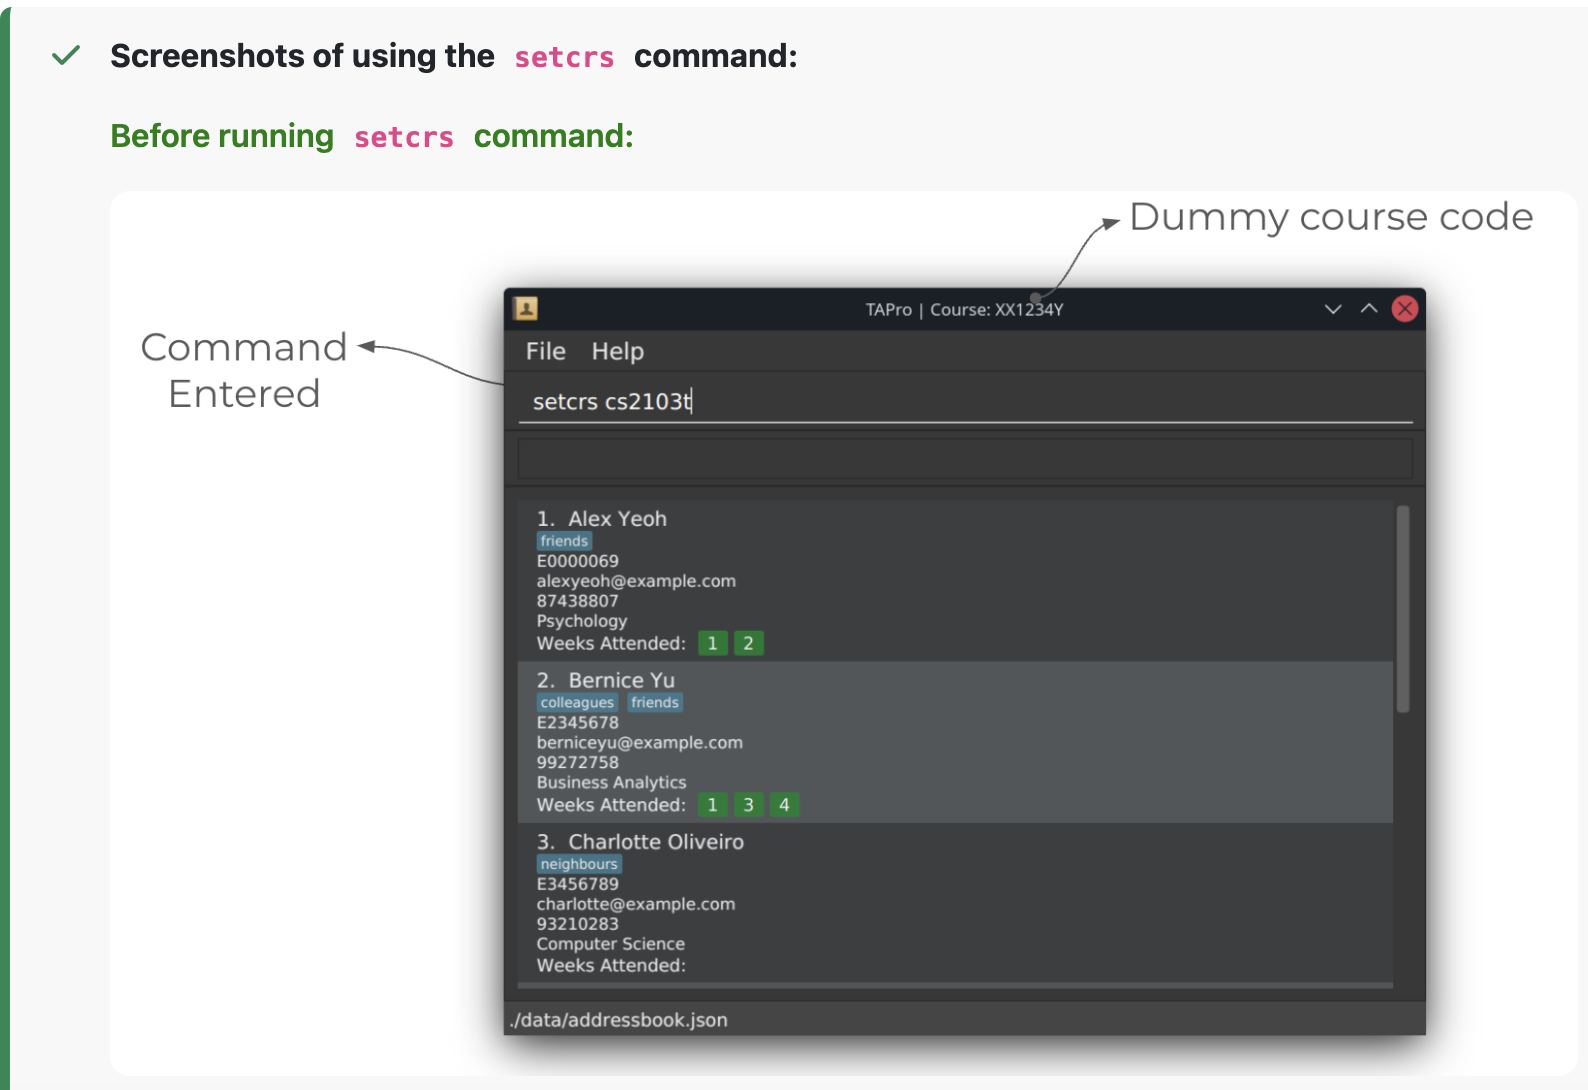 Screenshots of using the setcrs command:
Before running setcrs command:
Dummy course code
TAPro | Course: XX1234Y
Command
Entered
File Help
setcrs cs2103t
1. Alex Yeoh
friends
E0000069
alexyeoh@example.com
87438807
Psychology
Weeks Attended: 1 2
2. Bernice Yu
colleagues friends
E2345678
berniceyu@example.com
99272758
Business Analytics
Weeks Attended: 1 3 4
3. Charlotte Oliveiro
neighbours
E3456789
charlotte@example.com
93210283
Computer Science
Weeks Attended:
./data/addressbook.json